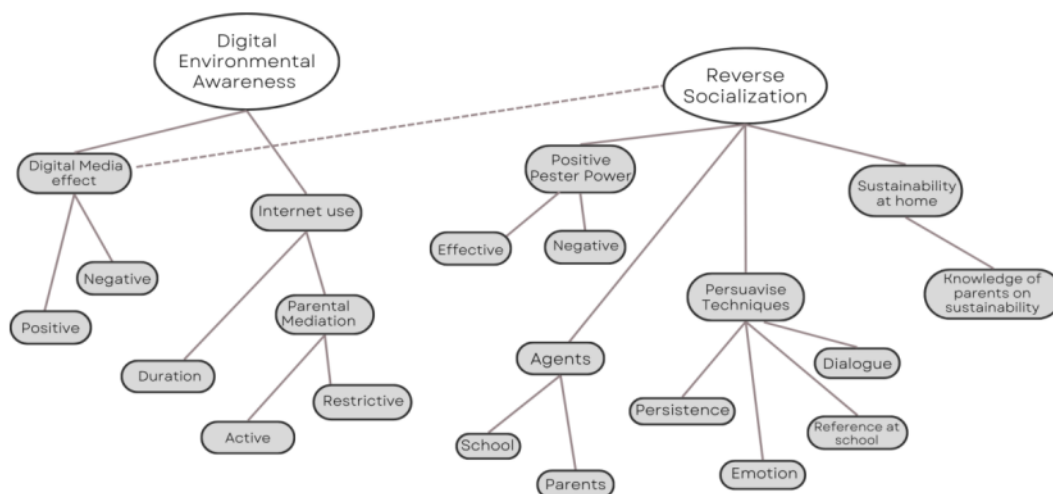 Digital
Environmental
Awareness
Reverse
Socialization
Digital Media
effect
Positive
Pester Power
Sustainability
at home
Internet use
Effective
Negative
Negative
Positive
Parental
Mediation
Persuavise
Techniques
Knowledge of
parents on
sustainability
Agents
Dialogue
Duration
Restrictive
Persistence
Active
School
Reference at
school
Emotion
Parents